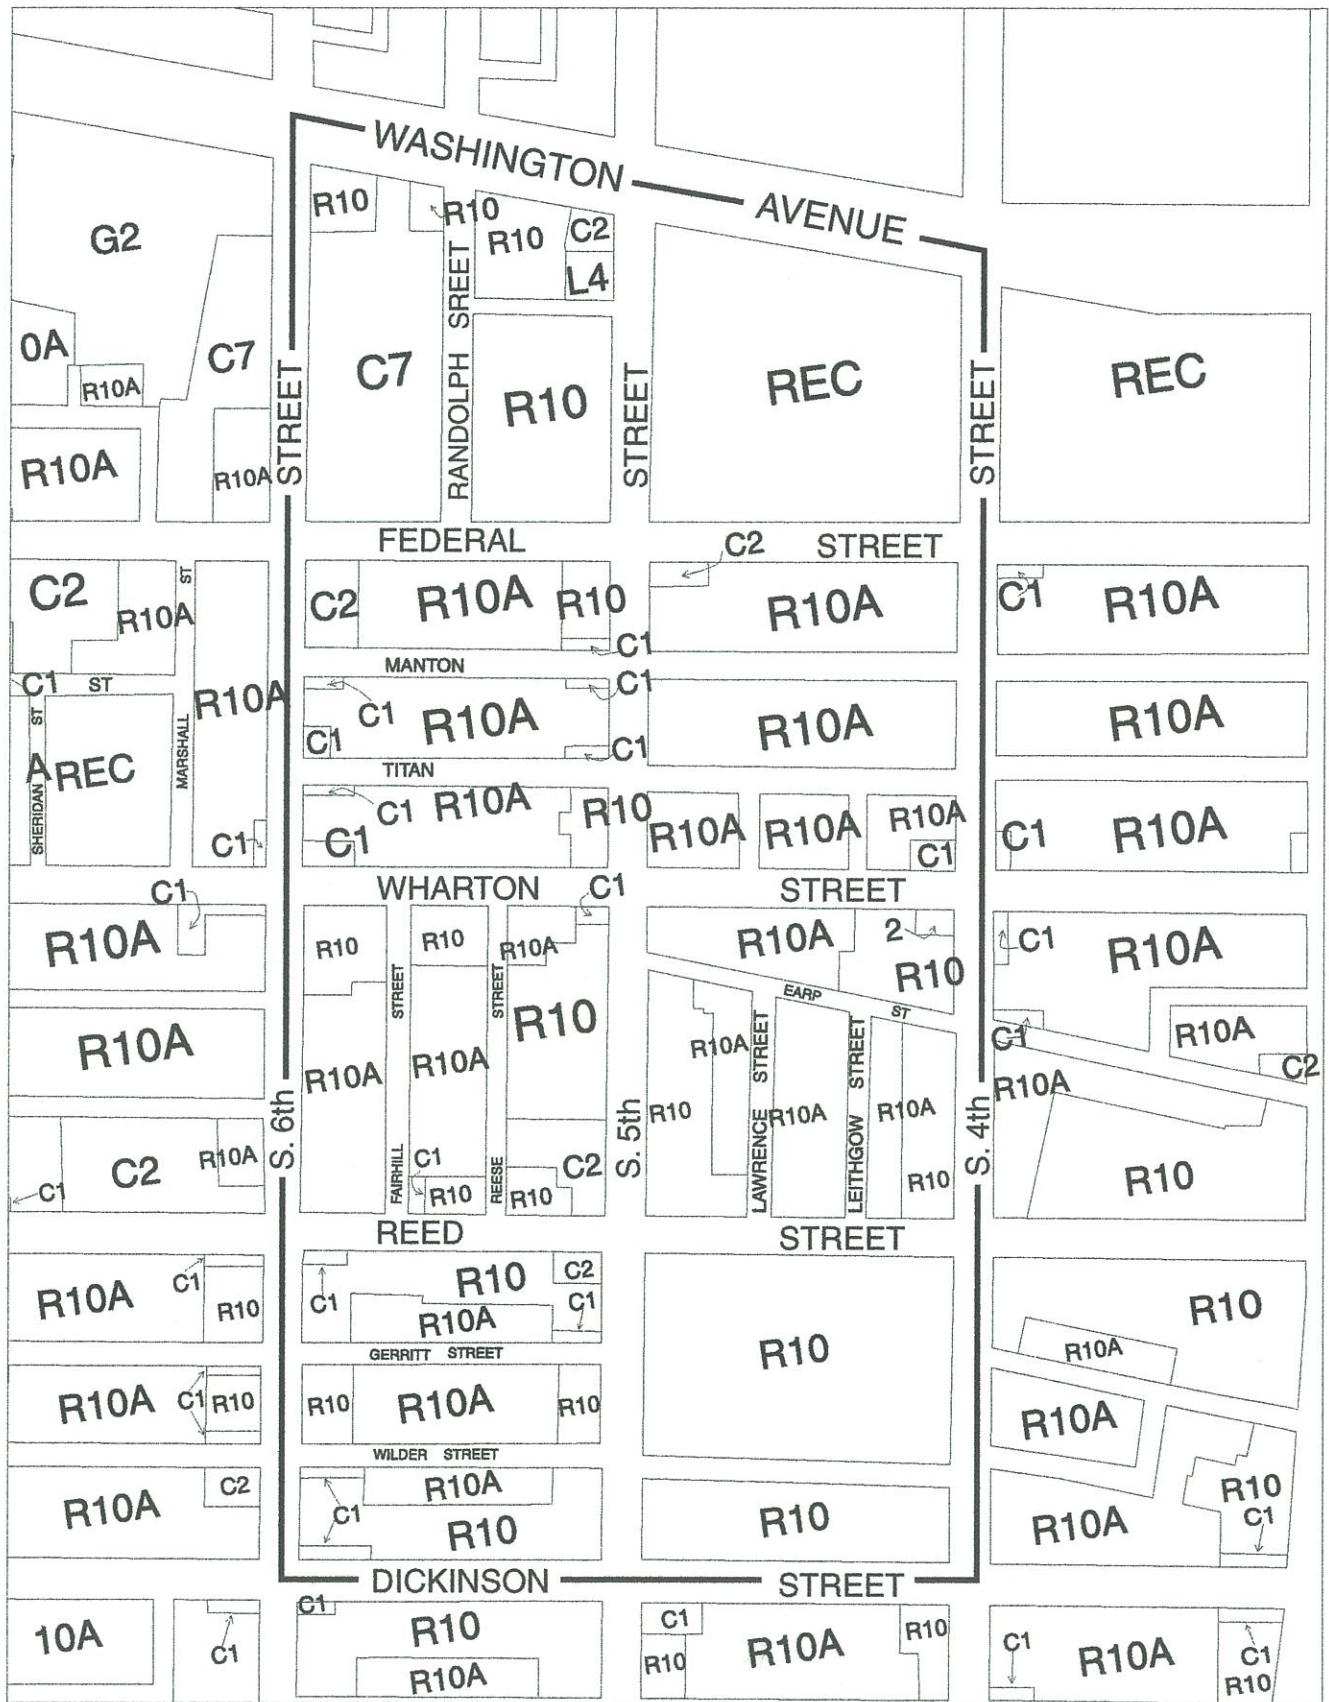 WASHINGTON AVENUE
R10
R10
R10
C2
L4
G2
C7
0A
R10A
R10A
R10A
C7
R10
REC
REC
STREET
RANDOLPH SREET
STREET
STREET
FEDERAL STREET
C2
C2
R10A
C2
R10A
R10
R10A
C1
R10A
ST
C1
MANTON
C1
ST
R10A
C1
C1
R10A
R10A
R10A
C1
C1
ST
MARSHALL
A
REC
SHERIDAN
TITAN
C1
R10A
R10
R10A
R10A
R10A
C1
C1
R10A
C1
C1
WHARTON STREET
C1
C1
R10A
R10
R10
R10A
R10A
2
R10
C1
R10A
STREET
STREET
EARP ST
R10
R10A
R10A
R10A
R10A
STREET
STREET
C1
R10A
C2
R10A
R10
R10A
R10A
S. 6th
S. 5th
S. 4th
C2
R10A
C1
C1
R10
R10
C2
FAIRHILL
REESE
LAWRENCE
LEITHGOW
R10
R10
REED STREET
R10A
C1
R10
C1
R10
C2
C1
R10A
R10
R10
R10A
GERRITT STREET
R10A
C1
R10
R10
R10A
R10
R10A
WILDER STREET
R10A
C2
C1
R10A
R10
R10
R10A
R10
C1
DICKINSON STREET
10A
C1
C1
R10
R10A
C1
R10
R10A
R10
C1
R10A
C1
R10